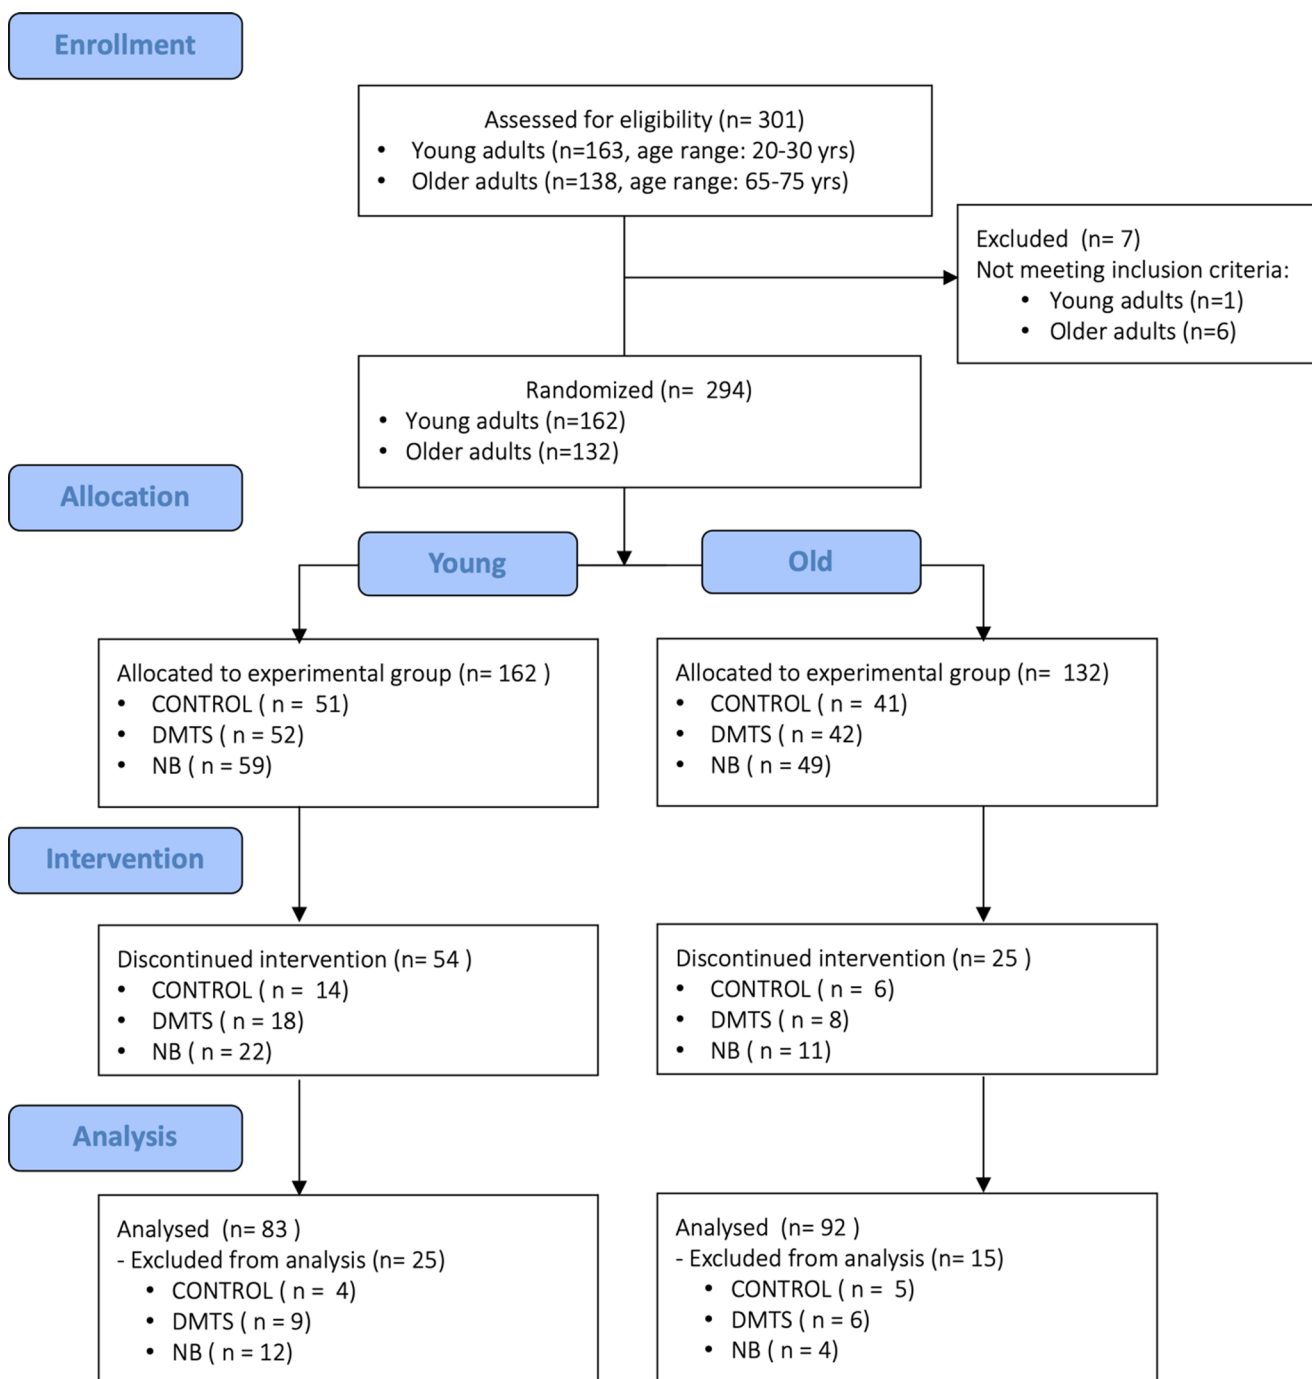 Enrollment
Assessed for eligibility (n= 301)
• Young adults (n=163, age range: 20-30 yrs)
• Older adults (n=138, age range: 65-75 yrs)
Excluded (n= 7)
Not meeting inclusion criteria:
• Young adults (n=1)
• Older adults (n=6)
Randomized (n= 294)
• Young adults (n=162)
• Older adults (n=132)
Allocation
Young
Old
Allocated to experimental group (n= 162 )
• CONTROL ( n = 51)
• DMTS ( n = 52)
• NB ( n = 59)
Allocated to experimental group (n= 132)
• CONTROL ( n = 41)
• DMTS ( n = 42)
• NB ( n = 49)
Intervention
Discontinued intervention (n= 54 )
• CONTROL ( n = 14)
• DMTS ( n = 18)
• NB ( n = 22)
Discontinued intervention (n= 25 )
• CONTROL ( n = 6)
• DMTS ( n = 8)
• NB ( n = 11)
Analysis
Analysed (n= 83 )
- Excluded from analysis (n= 25)
• CONTROL ( n = 4)
• DMTS ( n = 9)
• NB ( n = 12)
Analysed (n= 92 )
- Excluded from analysis (n= 15)
• CONTROL ( n = 5)
• DMTS ( n = 6)
• NB ( n = 4)